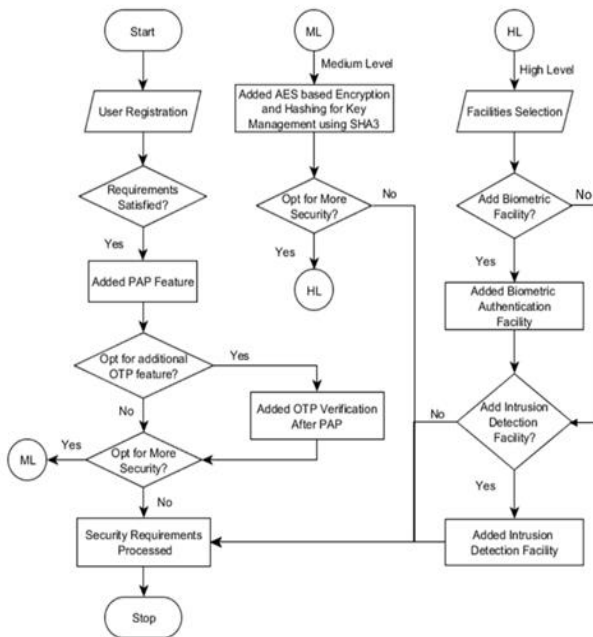 Start
User Registration
Requirements
Satisfied?
Yes
Added PAP Feature
Opt for additional
OTP feature?
Yes
No
Added OTP Verification
After PAP
Opt for More
Security?
Yes
ML
No
Security Requirements
Processed
Stop
ML
Medium Level
Added AES based Encryption
and Hashing for Key
Management using SHA3
Opt for More
Security?
No
Yes
HL
HL
High Level
Facilities Selection
Add Biometric
Facility?
No
Yes
Added Biometric
Authentication
Facility
Add Intrusion
Detection
Facility?
No
Yes
Added Intrusion
Detection Facility